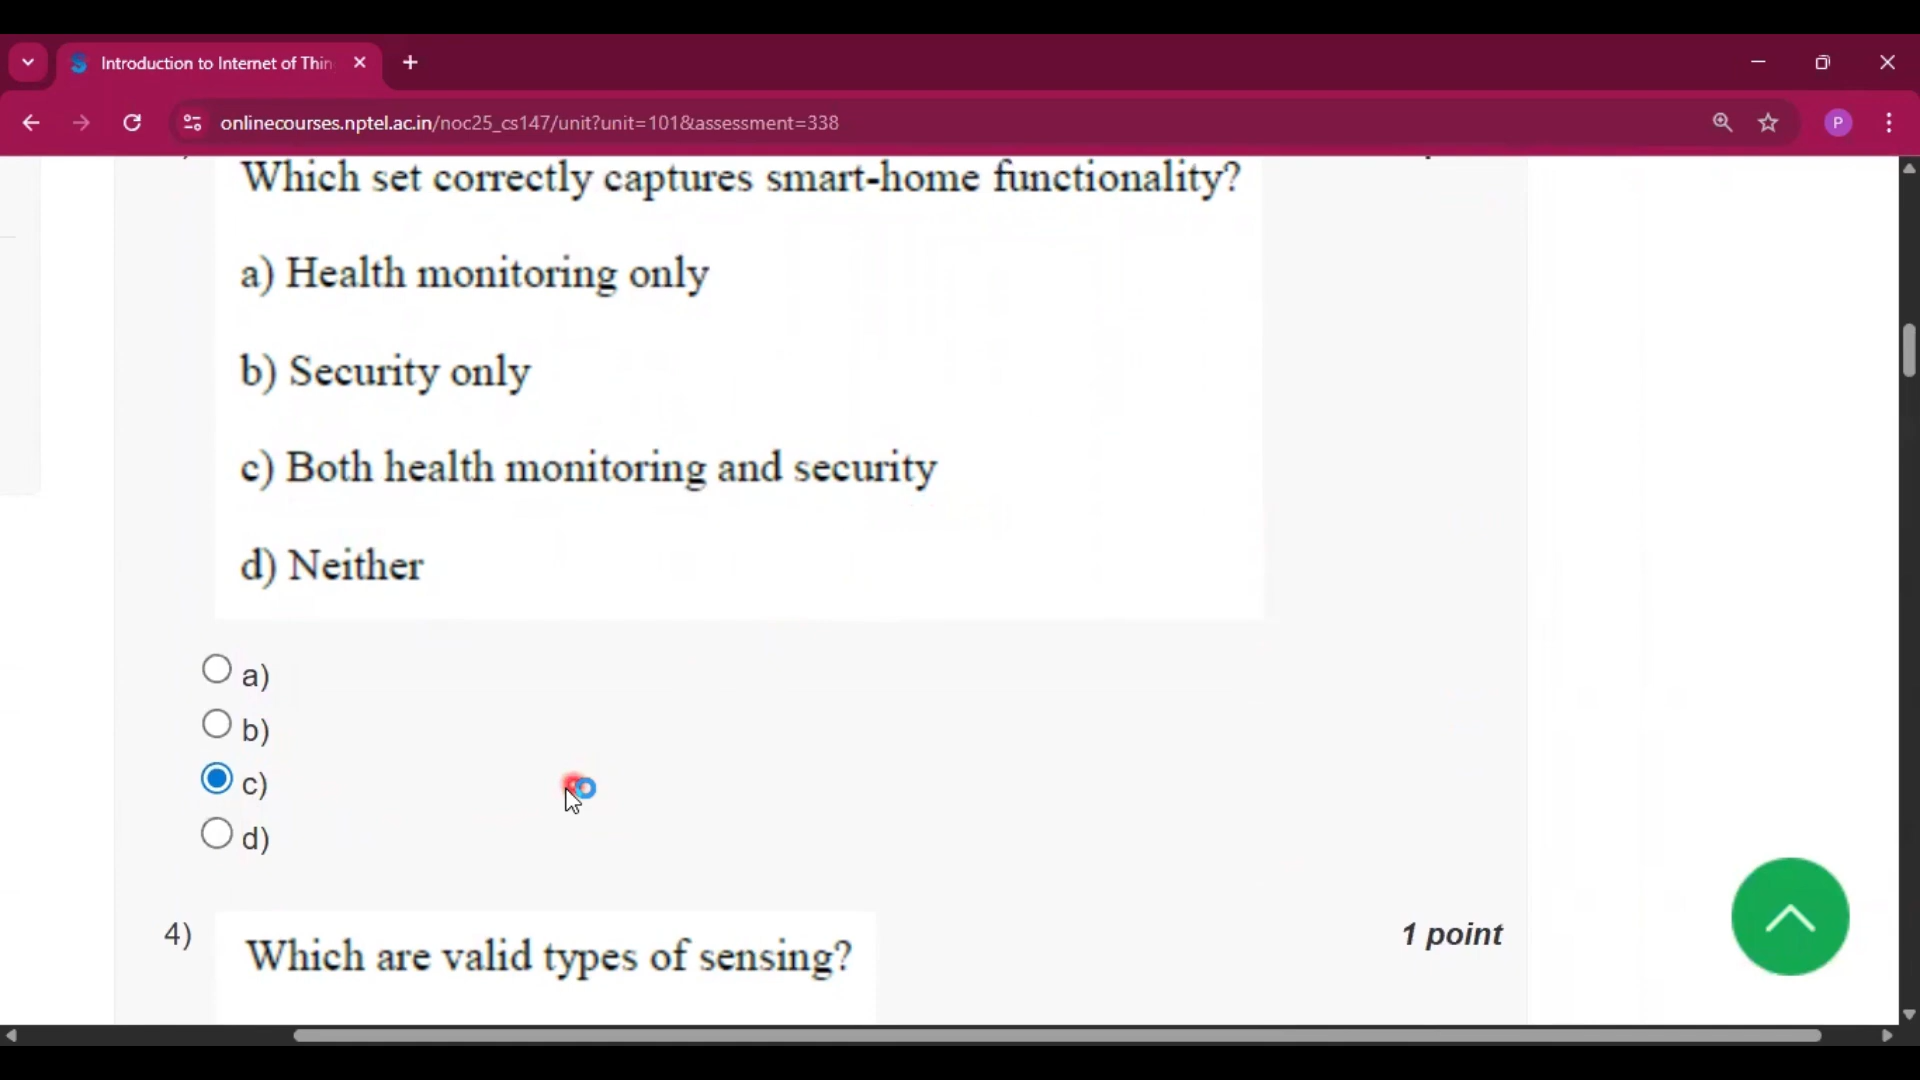 Introduction to Internet of Thin
onlinecourses.nptel.ac.in/noc25_cs147/unit?unit=101&assessment=338
P
Which set correctly captures smart-home functionality?
a) Health monitoring only
b) Security only
c) Both health monitoring and security
d) Neither
a)
b)
c)
d)
4)
1 point
Which are valid types of sensing?